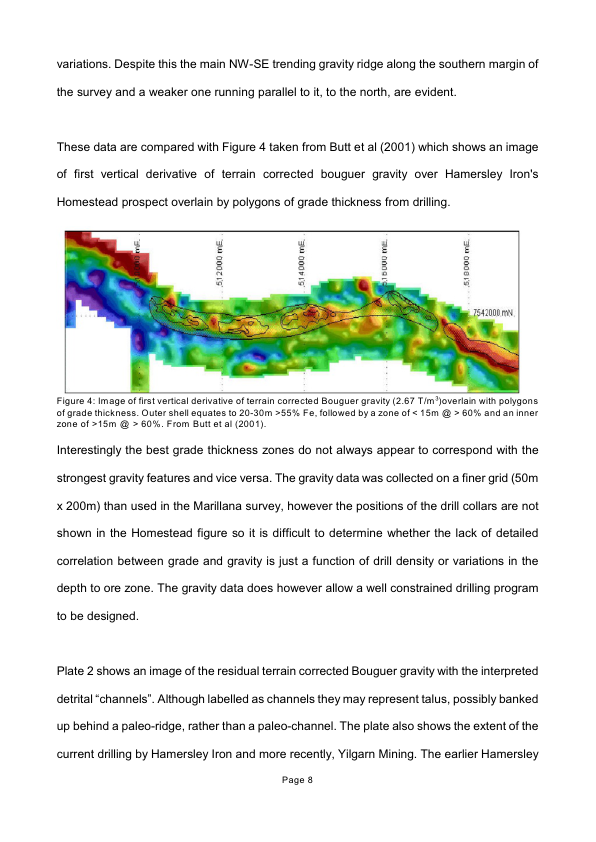 variations. Despite this the main NW-SE trending gravity ridge along the southern margin of
the survey and a weaker one running parallel to it, to the north, are evident.
These data are compared with Figure 4 taken from Butt et al (2001) which shows an image
of first vertical derivative of terrain corrected bouguer gravity over Hamersley Iron's
Homestead prospect overlain by polygons of grade thickness from drilling.
512000 mE
514000 mE
516000 mE
518000 mE
7542000 mN
Figure 4: Image of first vertical derivative of terrain corrected Bouguer gravity (2.67 T/m³)overlain with polygons
of grade thickness. Outer shell equates to 20-30m >55% Fe, followed by a zone of < 15m @ > 60% and an inner
zone of >15m @ > 60%. From Butt et al (2001).
Interestingly the best grade thickness zones do not always appear to correspond with the
strongest gravity features and vice versa. The gravity data was collected on a finer grid (50m
x 200m) than used in the Marillana survey, however the positions of the drill collars are not
shown in the Homestead figure so it is difficult to determine whether the lack of detailed
correlation between grade and gravity is just a function of drill density or variations in the
depth to ore zone. The gravity data does however allow a well constrained drilling program
to be designed.
Plate 2 shows an image of the residual terrain corrected Bouguer gravity with the interpreted
detrital “channels”. Although labelled as channels they may represent talus, possibly banked
up behind a paleo-ridge, rather than a paleo-channel. The plate also shows the extent of the
current drilling by Hamersley Iron and more recently, Yilgarn Mining. The earlier Hamersley
Page 8